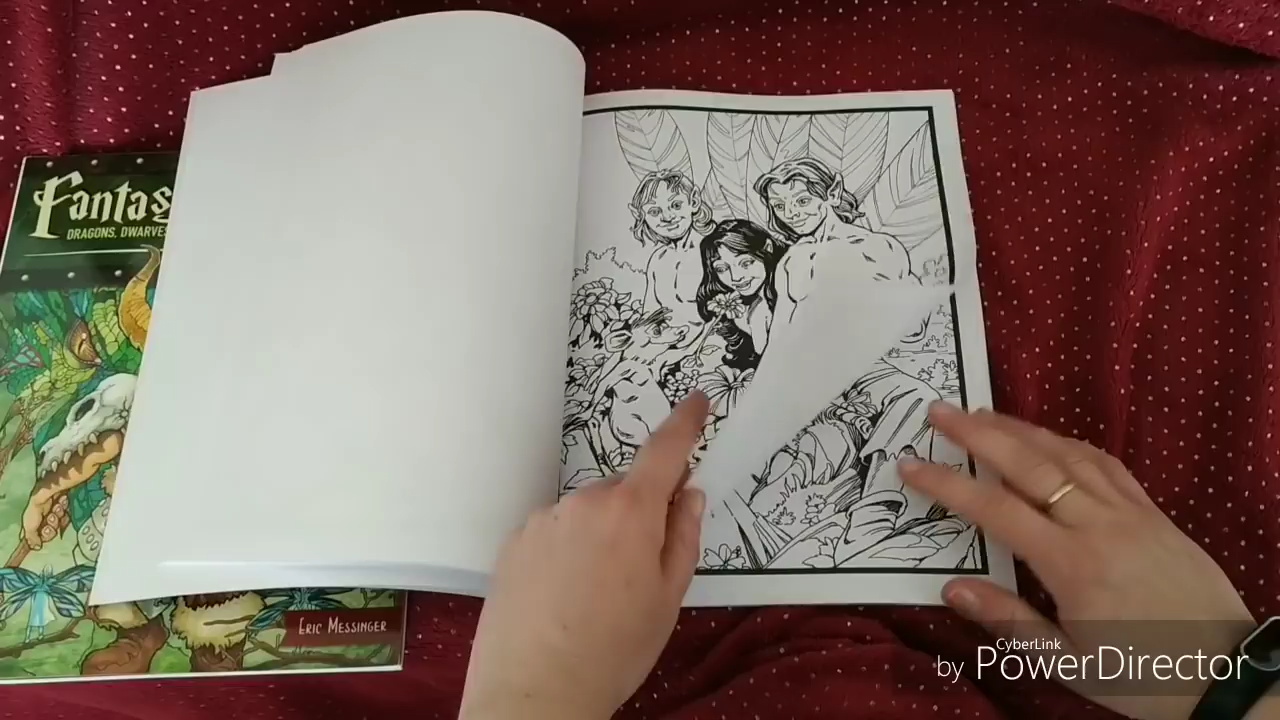 Fantas
DRAGONS, DWARVES
ERIC MESSINGER
CyberLink
by PowerDirector